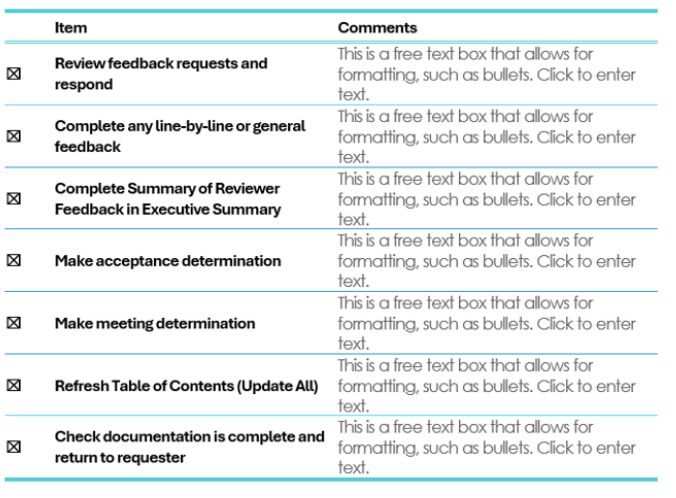 Item Comments
☒ Review feedback requests and
respond
This is a free text box that allows for
formatting, such as bullets. Click to enter
text.
☒ Complete any line-by-line or general
feedback
This is a free text box that allows for
formatting, such as bullets. Click to enter
text.
☒ Complete Summary of Reviewer
Feedback in Executive Summary
This is a free text box that allows for
formatting, such as bullets. Click to enter
text.
☒ Make acceptance determination
This is a free text box that allows for
formatting, such as bullets. Click to enter
text.
☒ Make meeting determination
This is a free text box that allows for
formatting, such as bullets. Click to enter
text.
☒ Refresh Table of Contents (Update All)
This is a free text box that allows for
formatting, such as bullets. Click to enter
text.
☒ Check documentation is complete and
return to requester
This is a free text box that allows for
formatting, such as bullets. Click to enter
text.